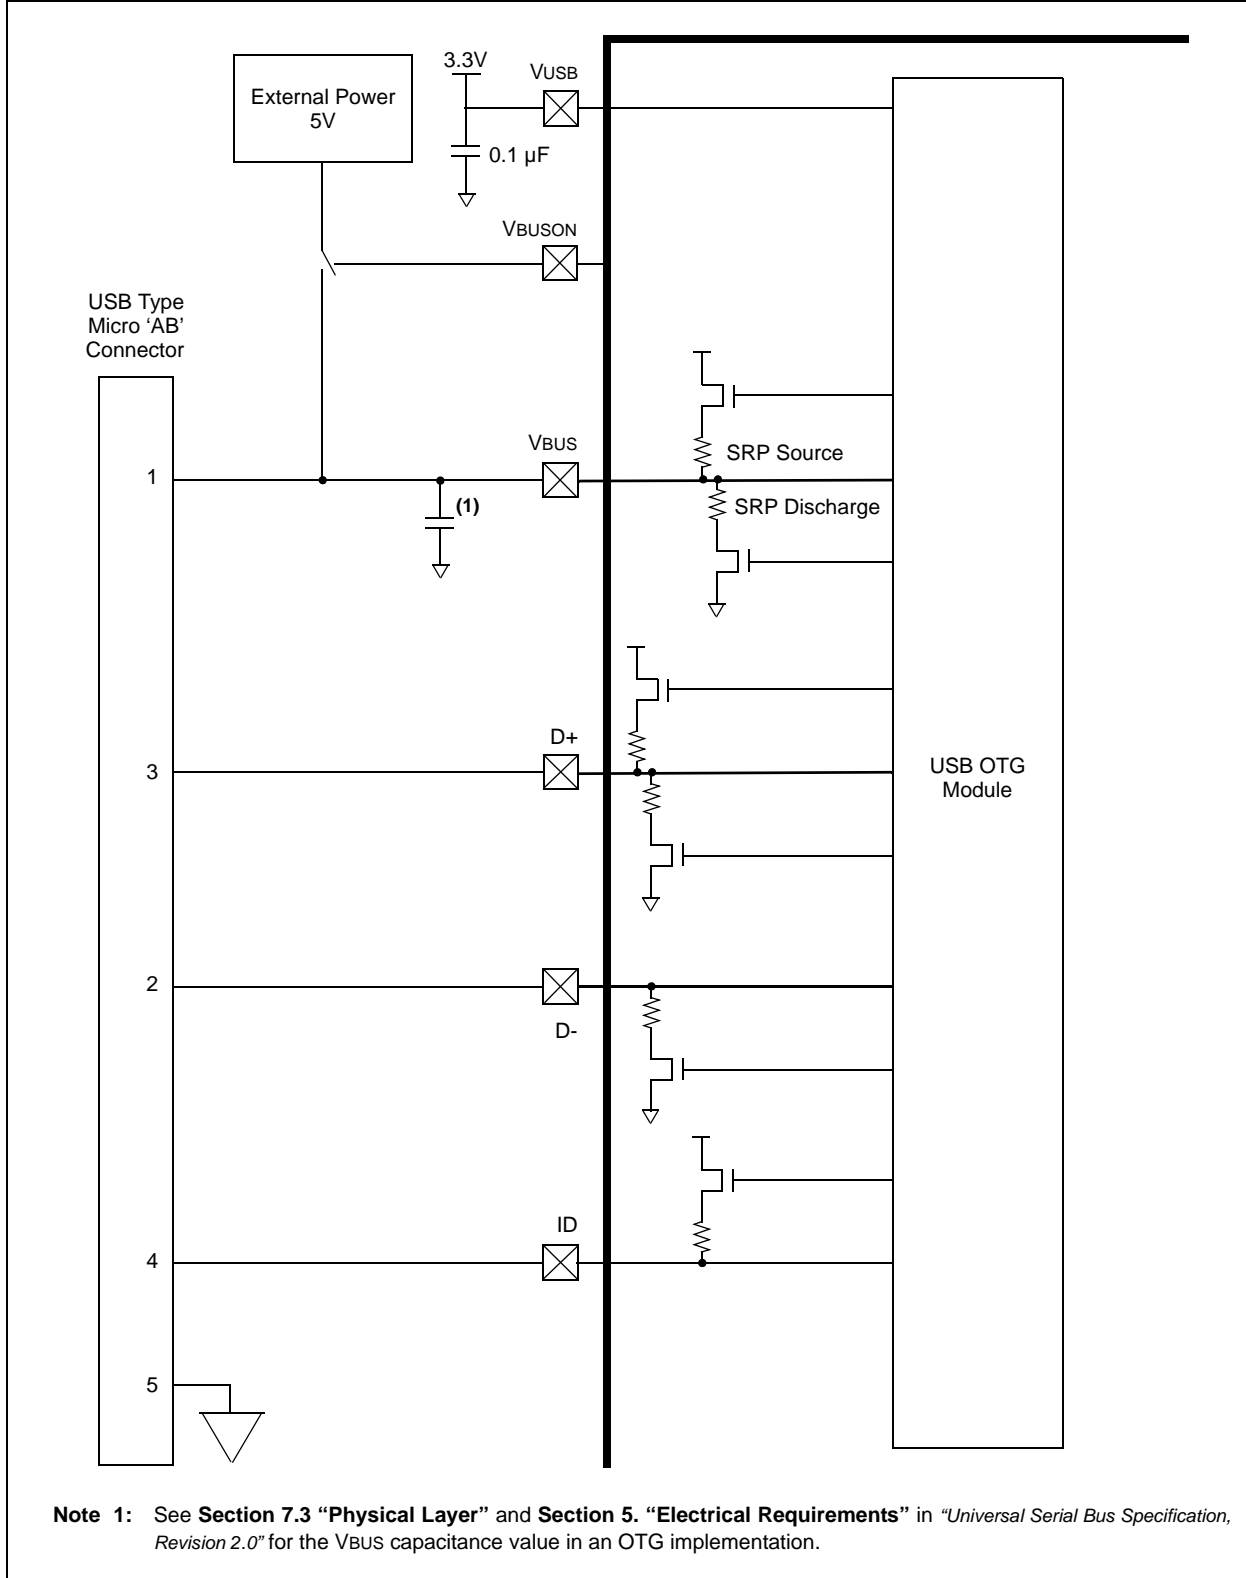 3.3V
VUSB
External Power
5V
0.1 µF
VBUSON
USB Type
Micro ‘AB’
Connector
VBUS
SRP Source
1
(1)
SRP Discharge
D+
3
USB OTG
Module
2
D-
ID
4
5
Note 1: See Section 7.3 “Physical Layer” and Section 5. “Electrical Requirements” in “Universal Serial Bus Specification,
Revision 2.0” for the VBUS capacitance value in an OTG implementation.